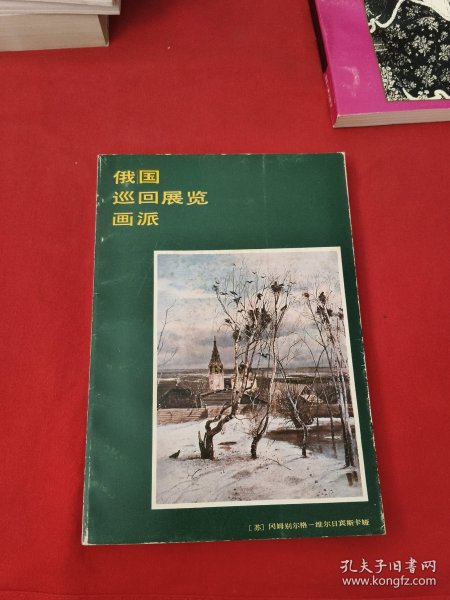 俄国
巡回展览
画派
[苏] 冈姆别尔格-维尔日宾斯卡娅
孔夫子旧书网
www.kongfz.com